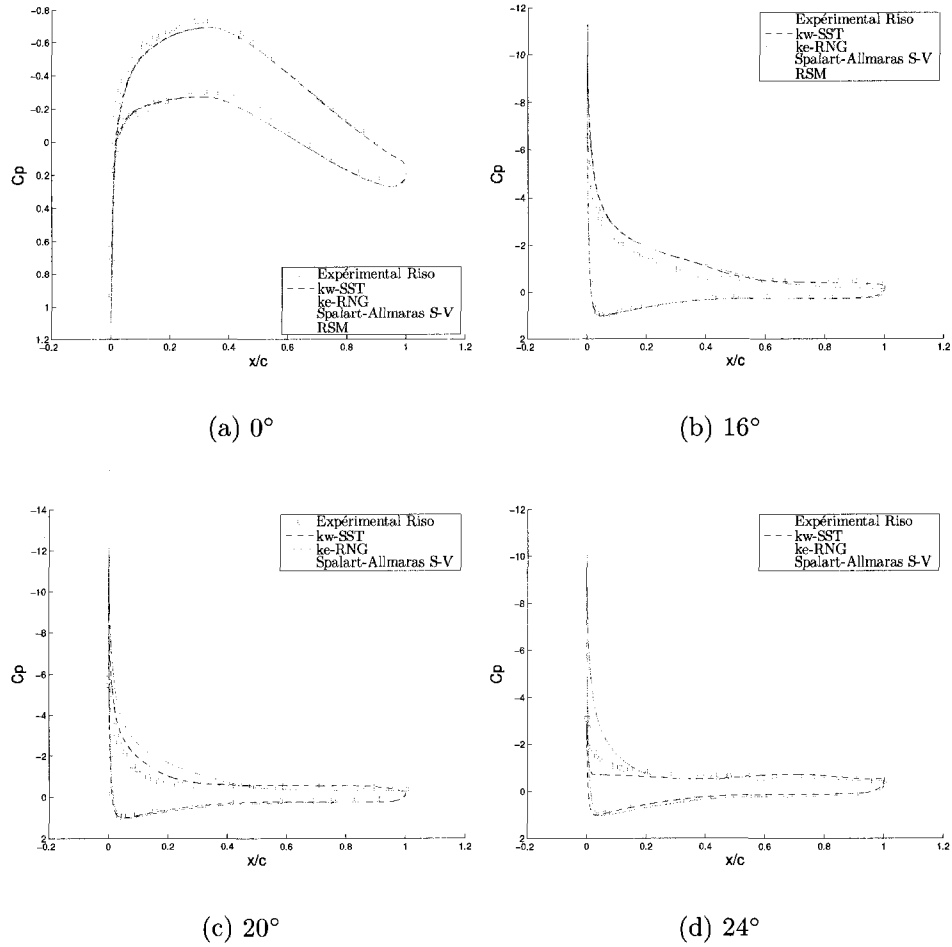 -0.8
-0.6
-0.4
-0.2
0
0.2
0.4
0.6
0.8
1
1.2
Cp
-0.2 0 0.2 0.4 0.6 0.8 1 1.2
x/c
Expérimental Riso
kw-SST
ke-RNG
Spalart-Allmaras S-V
RSM
(a) 0°
-12
-10
-8
-6
-4
-2
0
2
Cp
-0.2 0 0.2 0.4 0.6 0.8 1 1.2
x/c
Expérimental Riso
kw-SST
ke-RNG
Spalart-Allmaras S-V
RSM
(b) 16°
-14
-12
-10
-8
-6
-4
-2
0
2
Cp
-0.2 0 0.2 0.4 0.6 0.8 1 1.2
x/c
Expérimental Riso
kw-SST
ke-RNG
Spalart-Allmaras S-V
(c) 20°
-12
-10
-8
-6
-4
-2
0
2
Cp
-0.2 0 0.2 0.4 0.6 0.8 1 1.2
x/c
Expérimental Riso
kw-SST
ke-RNG
Spalart-Allmaras S-V
(d) 24°